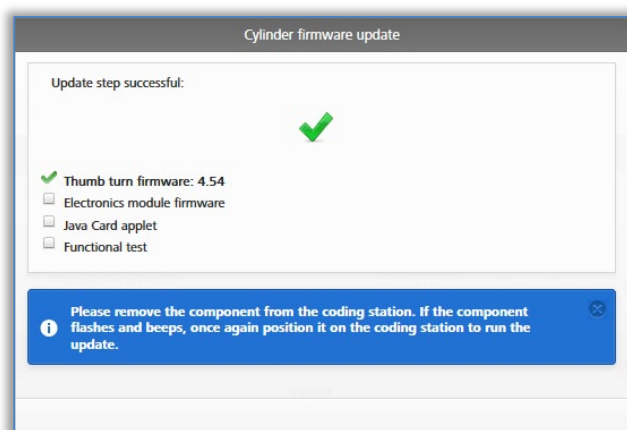 Cylinder firmware update
Update step successful:
Thumb turn firmware: 4.54
Electronics module firmware
Java Card applet
Functional test
Please remove the component from the coding station. If the component
flashes and beeps, once again position it on the coding station to run the
update.